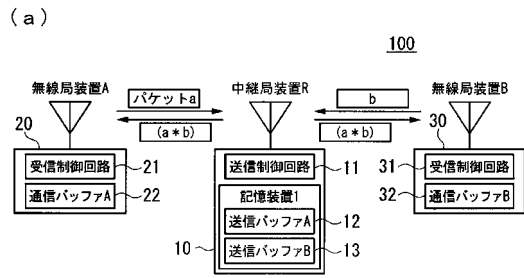 (a)
100
無線局装置A
中継局装置R
無線局装置B
パケットa
b
(a*b)
(a*b)
20
30
受信制御回路 21
送信制御回路 11
31 受信制御回路
通信バッファA 22
記憶装置1
32 通信バッファB
送信バッファA 12
10
送信バッファB 13